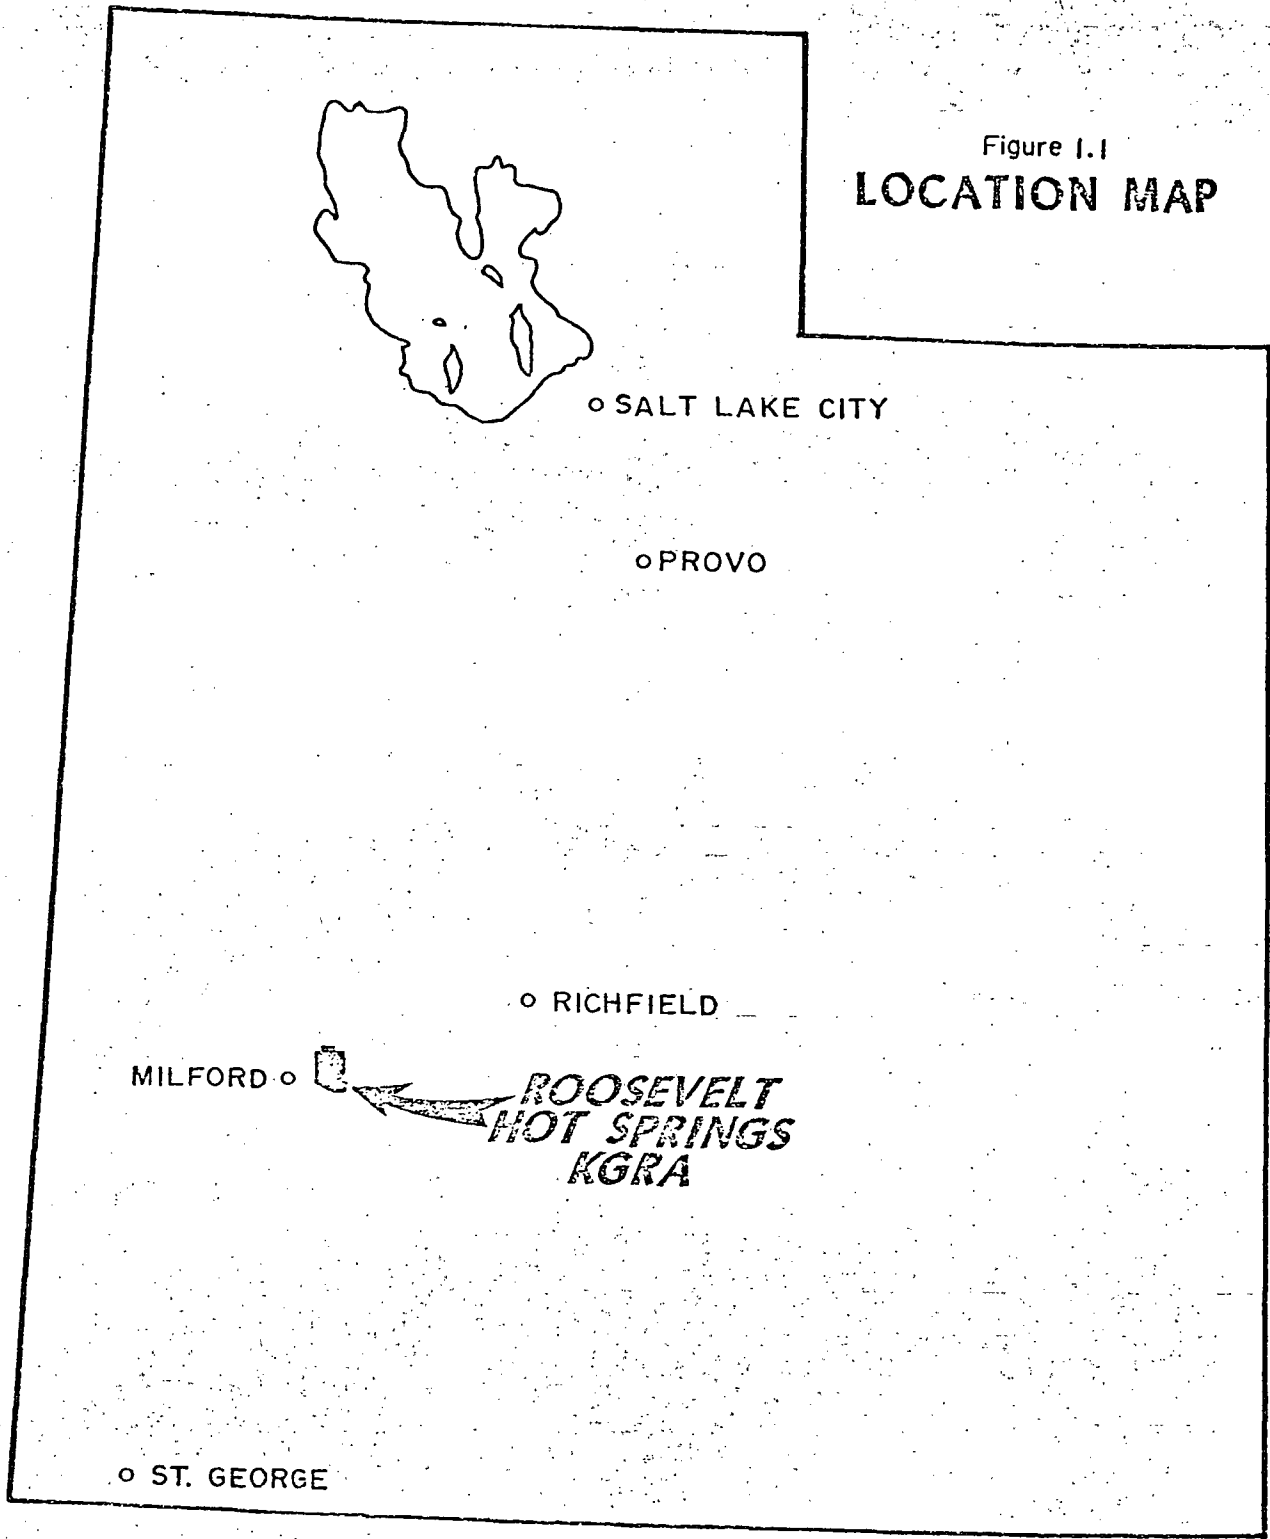 Figure 1.1
LOCATION MAP
SALT LAKE CITY
PROVO
RICHFIELD
MILFORD
ROOSEVELT
HOT SPRINGS
KGRA
ST. GEORGE